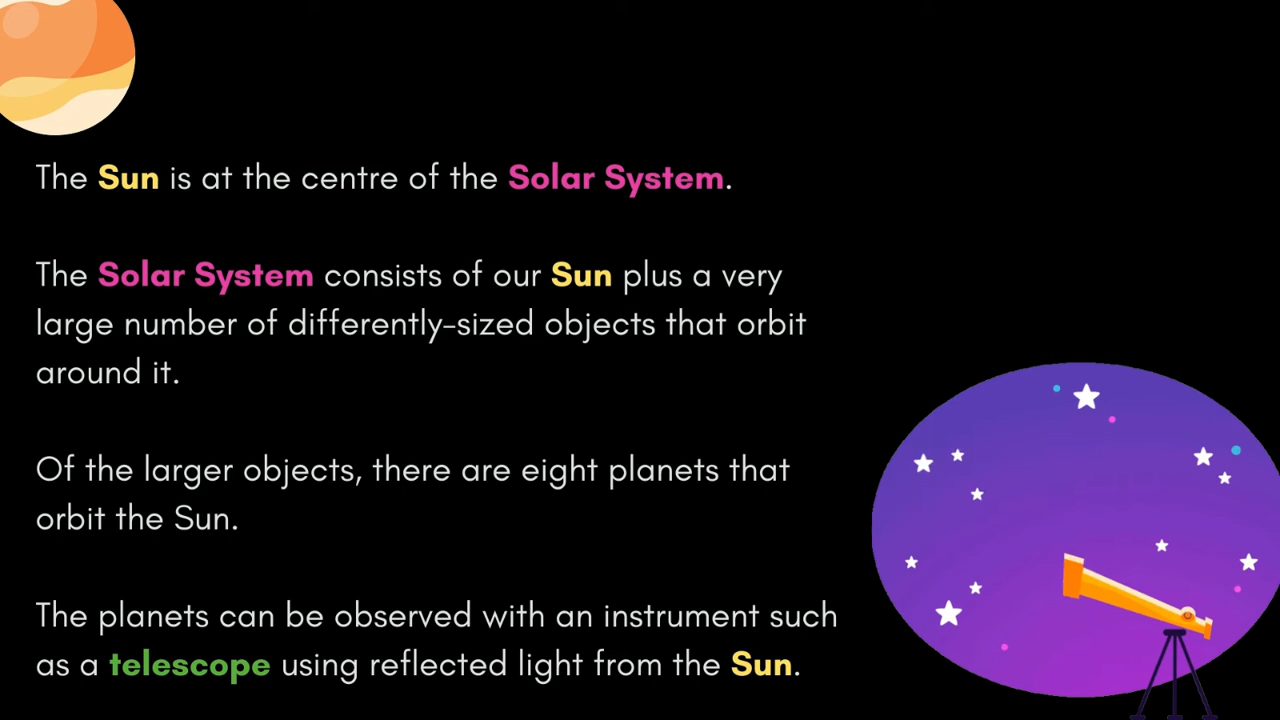 The Sun is at the centre of the Solar System.
The Solar System consists of our Sun plus a very
large number of differently-sized objects that orbit
around it.
Of the larger objects, there are eight planets that
orbit the Sun.
The planets can be observed with an instrument such
as a telescope using reflected light from the Sun.